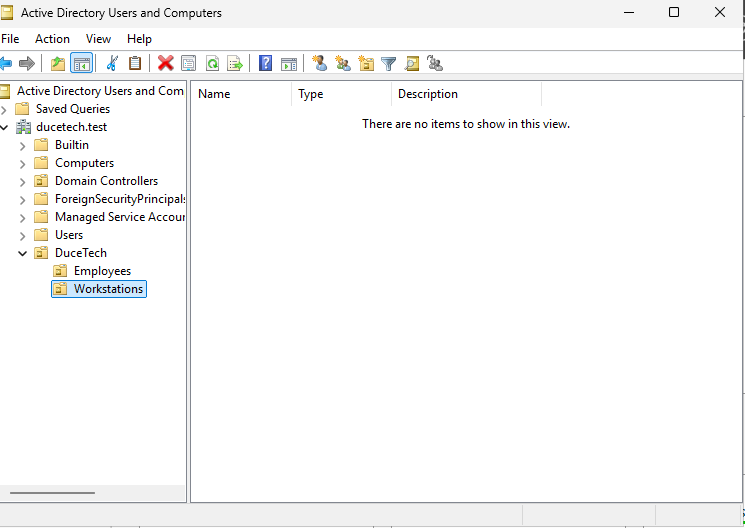 Active Directory Users and Computers
File Action View Help
Active Directory Users and Com
Saved Queries
ducetech.test
Builtin
Computers
Domain Controllers
ForeignSecurityPrincipals
Managed Service Accour
Users
DuceTech
Employees
Workstations
Name Type Description
There are no items to show in this view.